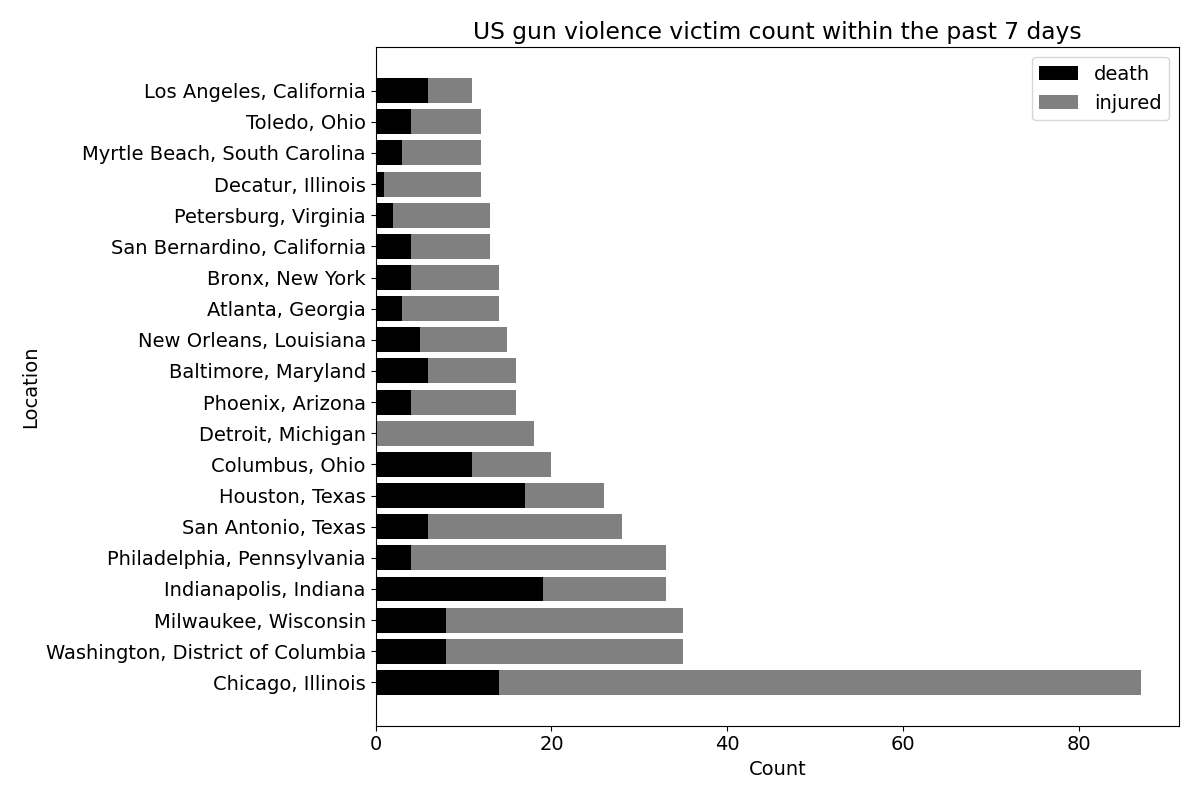 US gun violence victim count within the past 7 days
death
injured
Los Angeles, California
Toledo, Ohio
Myrtle Beach, South Carolina
Decatur, Illinois
Petersburg, Virginia
San Bernardino, California
Bronx, New York
Atlanta, Georgia
New Orleans, Louisiana
Baltimore, Maryland
Phoenix, Arizona
Detroit, Michigan
Columbus, Ohio
Houston, Texas
San Antonio, Texas
Philadelphia, Pennsylvania
Indianapolis, Indiana
Milwaukee, Wisconsin
Washington, District of Columbia
Chicago, Illinois
Location
0 20 40 60 80
Count